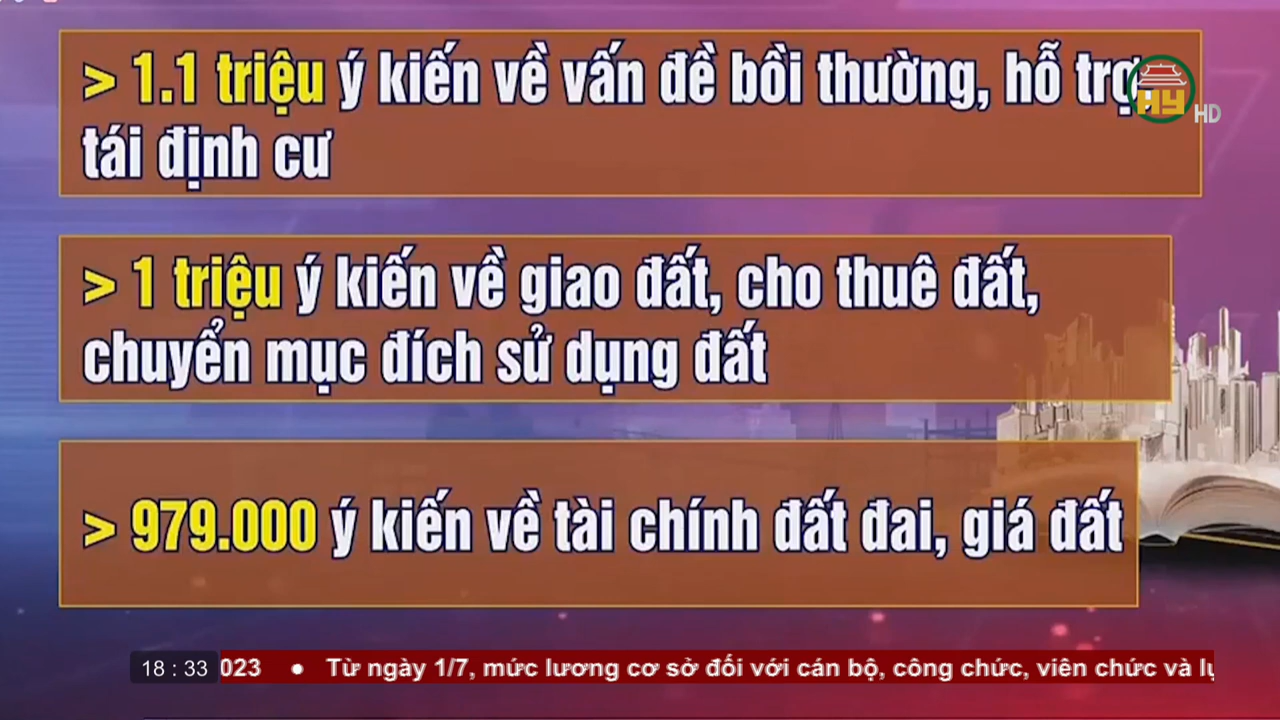 > 1.1 triệu ý kiến về vấn đề bồi thường, hỗ trợ,
tái định cư
HY HD
> 1 triệu ý kiến về giao đất, cho thuê đất,
chuyển mục đích sử dụng đất
> 979.000 ý kiến về tài chính đất đai, giá đất
18 : 33 023 • Từ ngày 1/7, mức lương cơ sở đối với cán bộ, công chức, viên chức và